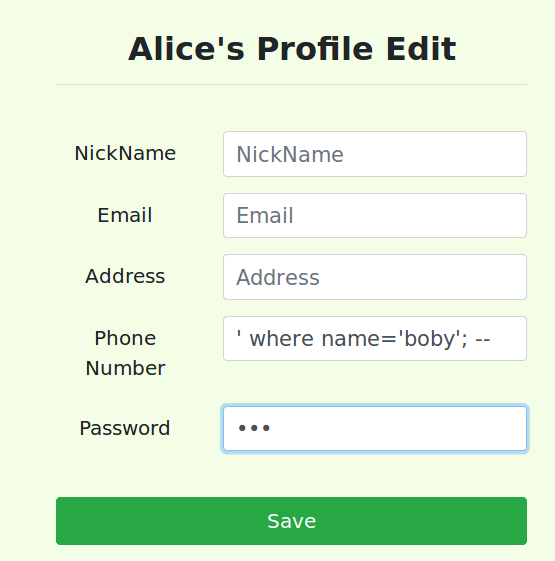 Alice's Profile Edit
NickName
NickName
Email
Email
Address
Address
Phone
Number
' where name='boby'; --
Password
•••
Save